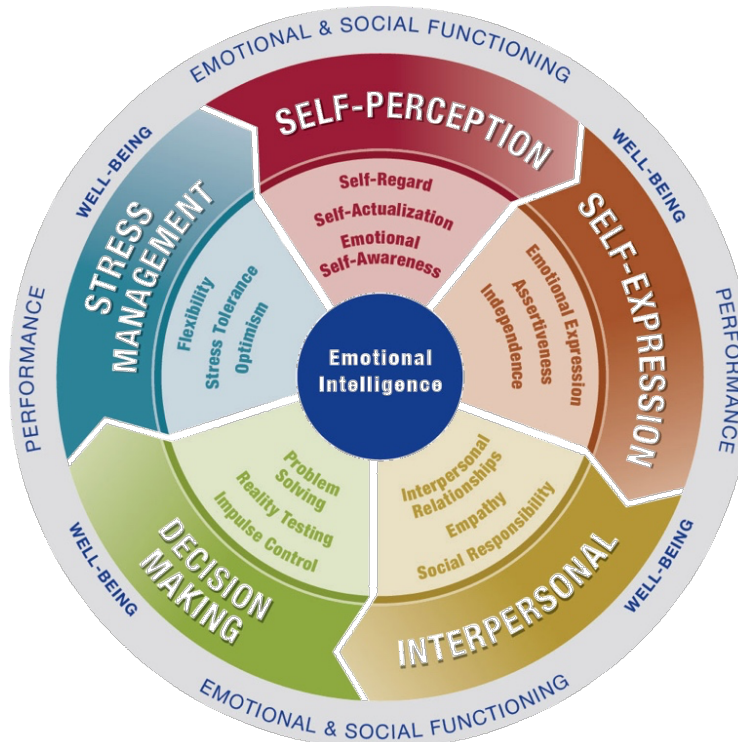 EMOTIONAL & SOCIAL FUNCTIONING
WELL-BEING
WELL-BEING
PERFORMANCE
PERFORMANCE
SELF-PERCEPTION
Self-Regard
Self-Actualization
Emotional
Self-Awareness
SELF-EXPRESSION
Emotional Expression
Assertiveness
Independence
STRESS
MANAGEMENT
Flexibility
Stress Tolerance
Optimism
Emotional
Intelligence
INTERPERSONAL
Interpersonal
Relationships
Empathy
Social Responsibility
DECISION
MAKING
Problem
Solving
Reality Testing
Impulse Control
WELL-BEING
WELL-BEING
EMOTIONAL & SOCIAL FUNCTIONING